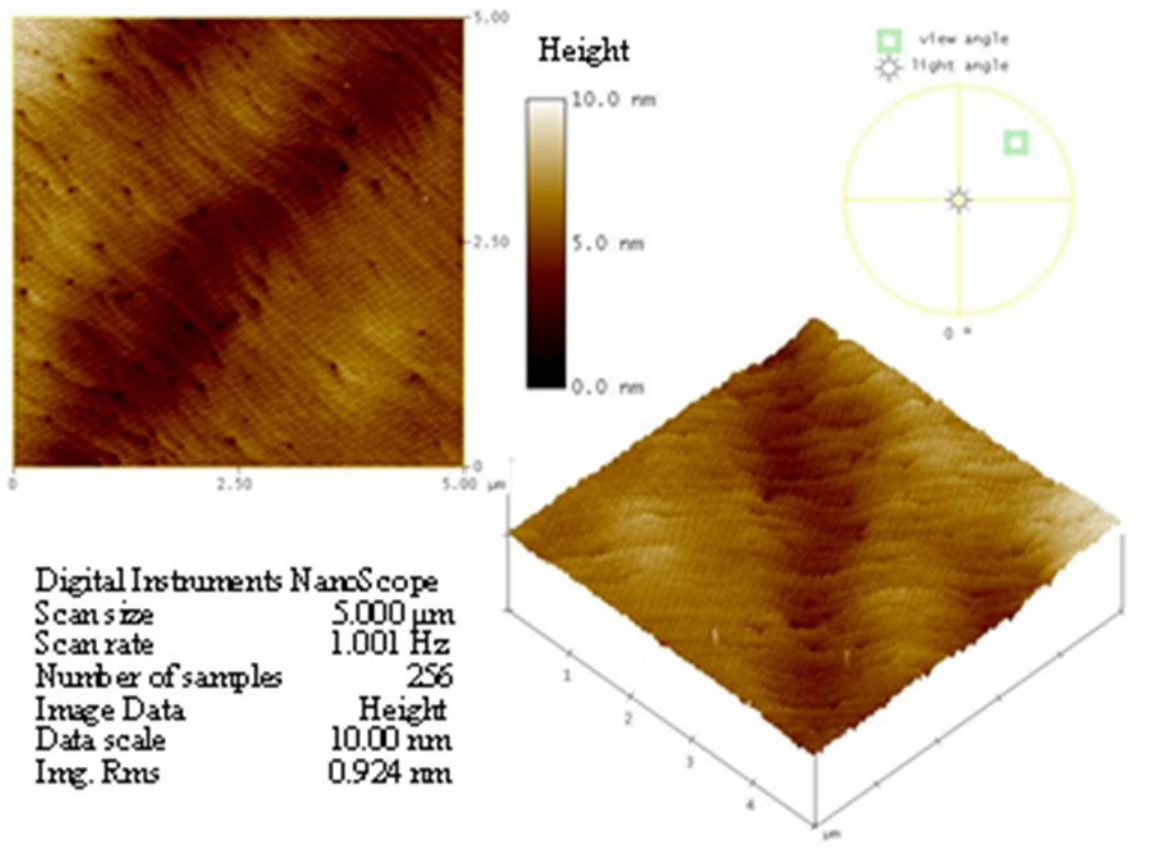 5.00
2.50
0
0 2.50 5.00 µm
Height
10.0 nm
5.0 nm
0.0 nm
view angle
light angle
0 °
1
2
3
4
µm
Digital Instruments NanoScope
Scan size 5.000 µm
Scan rate 1.001 Hz
Number of samples 256
Image Data Height
Data scale 10.00 nm
Img. Rms 0.924 nm